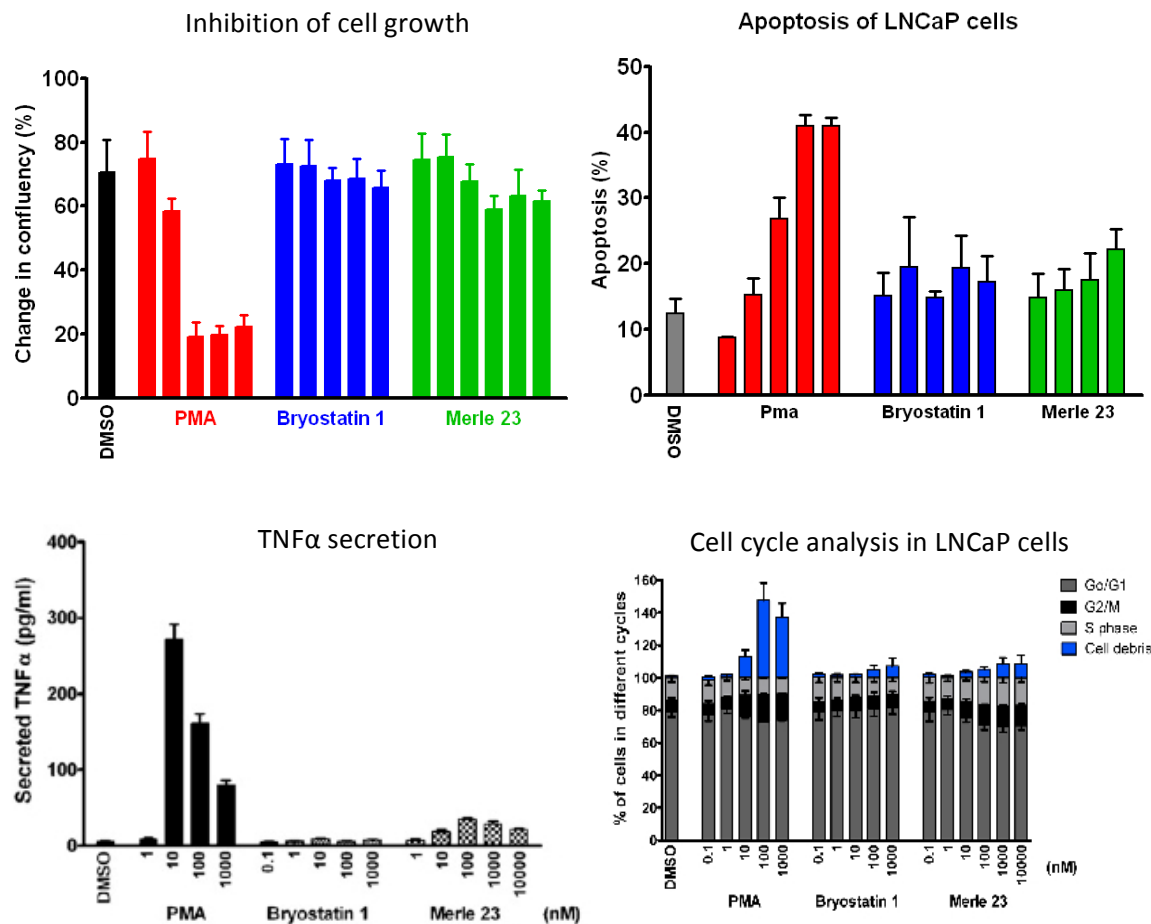 Inhibition of cell growth
Change in confluency (%)
100
80
60
40
20
0
DMSO
PMA
Bryostatin 1
Merle 23
Apoptosis of LNCaP cells
Apoptosis (%)
50
40
30
20
10
0
DMSO
Pma
Bryostatin 1
Merle 23
TNFα secretion
Secreted TNF α (pg/ml)
400
300
200
100
0
DMSO
1
10
100
1000
0.1
1
10
100
1000
1
10
100
1000
10000
PMA
Bryostatin 1
Merle 23
(nM)
Cell cycle analysis in LNCaP cells
% of cells in different cycles
160
140
120
100
80
60
40
20
0
Go/G1
G2/M
S phase
Cell debris
DMSO
0.1
1
10
100
1000
0.1
1
10
100
1000
0.1
1
10
100
1000
10000
(nM)
PMA
Bryostatin 1
Merle 23